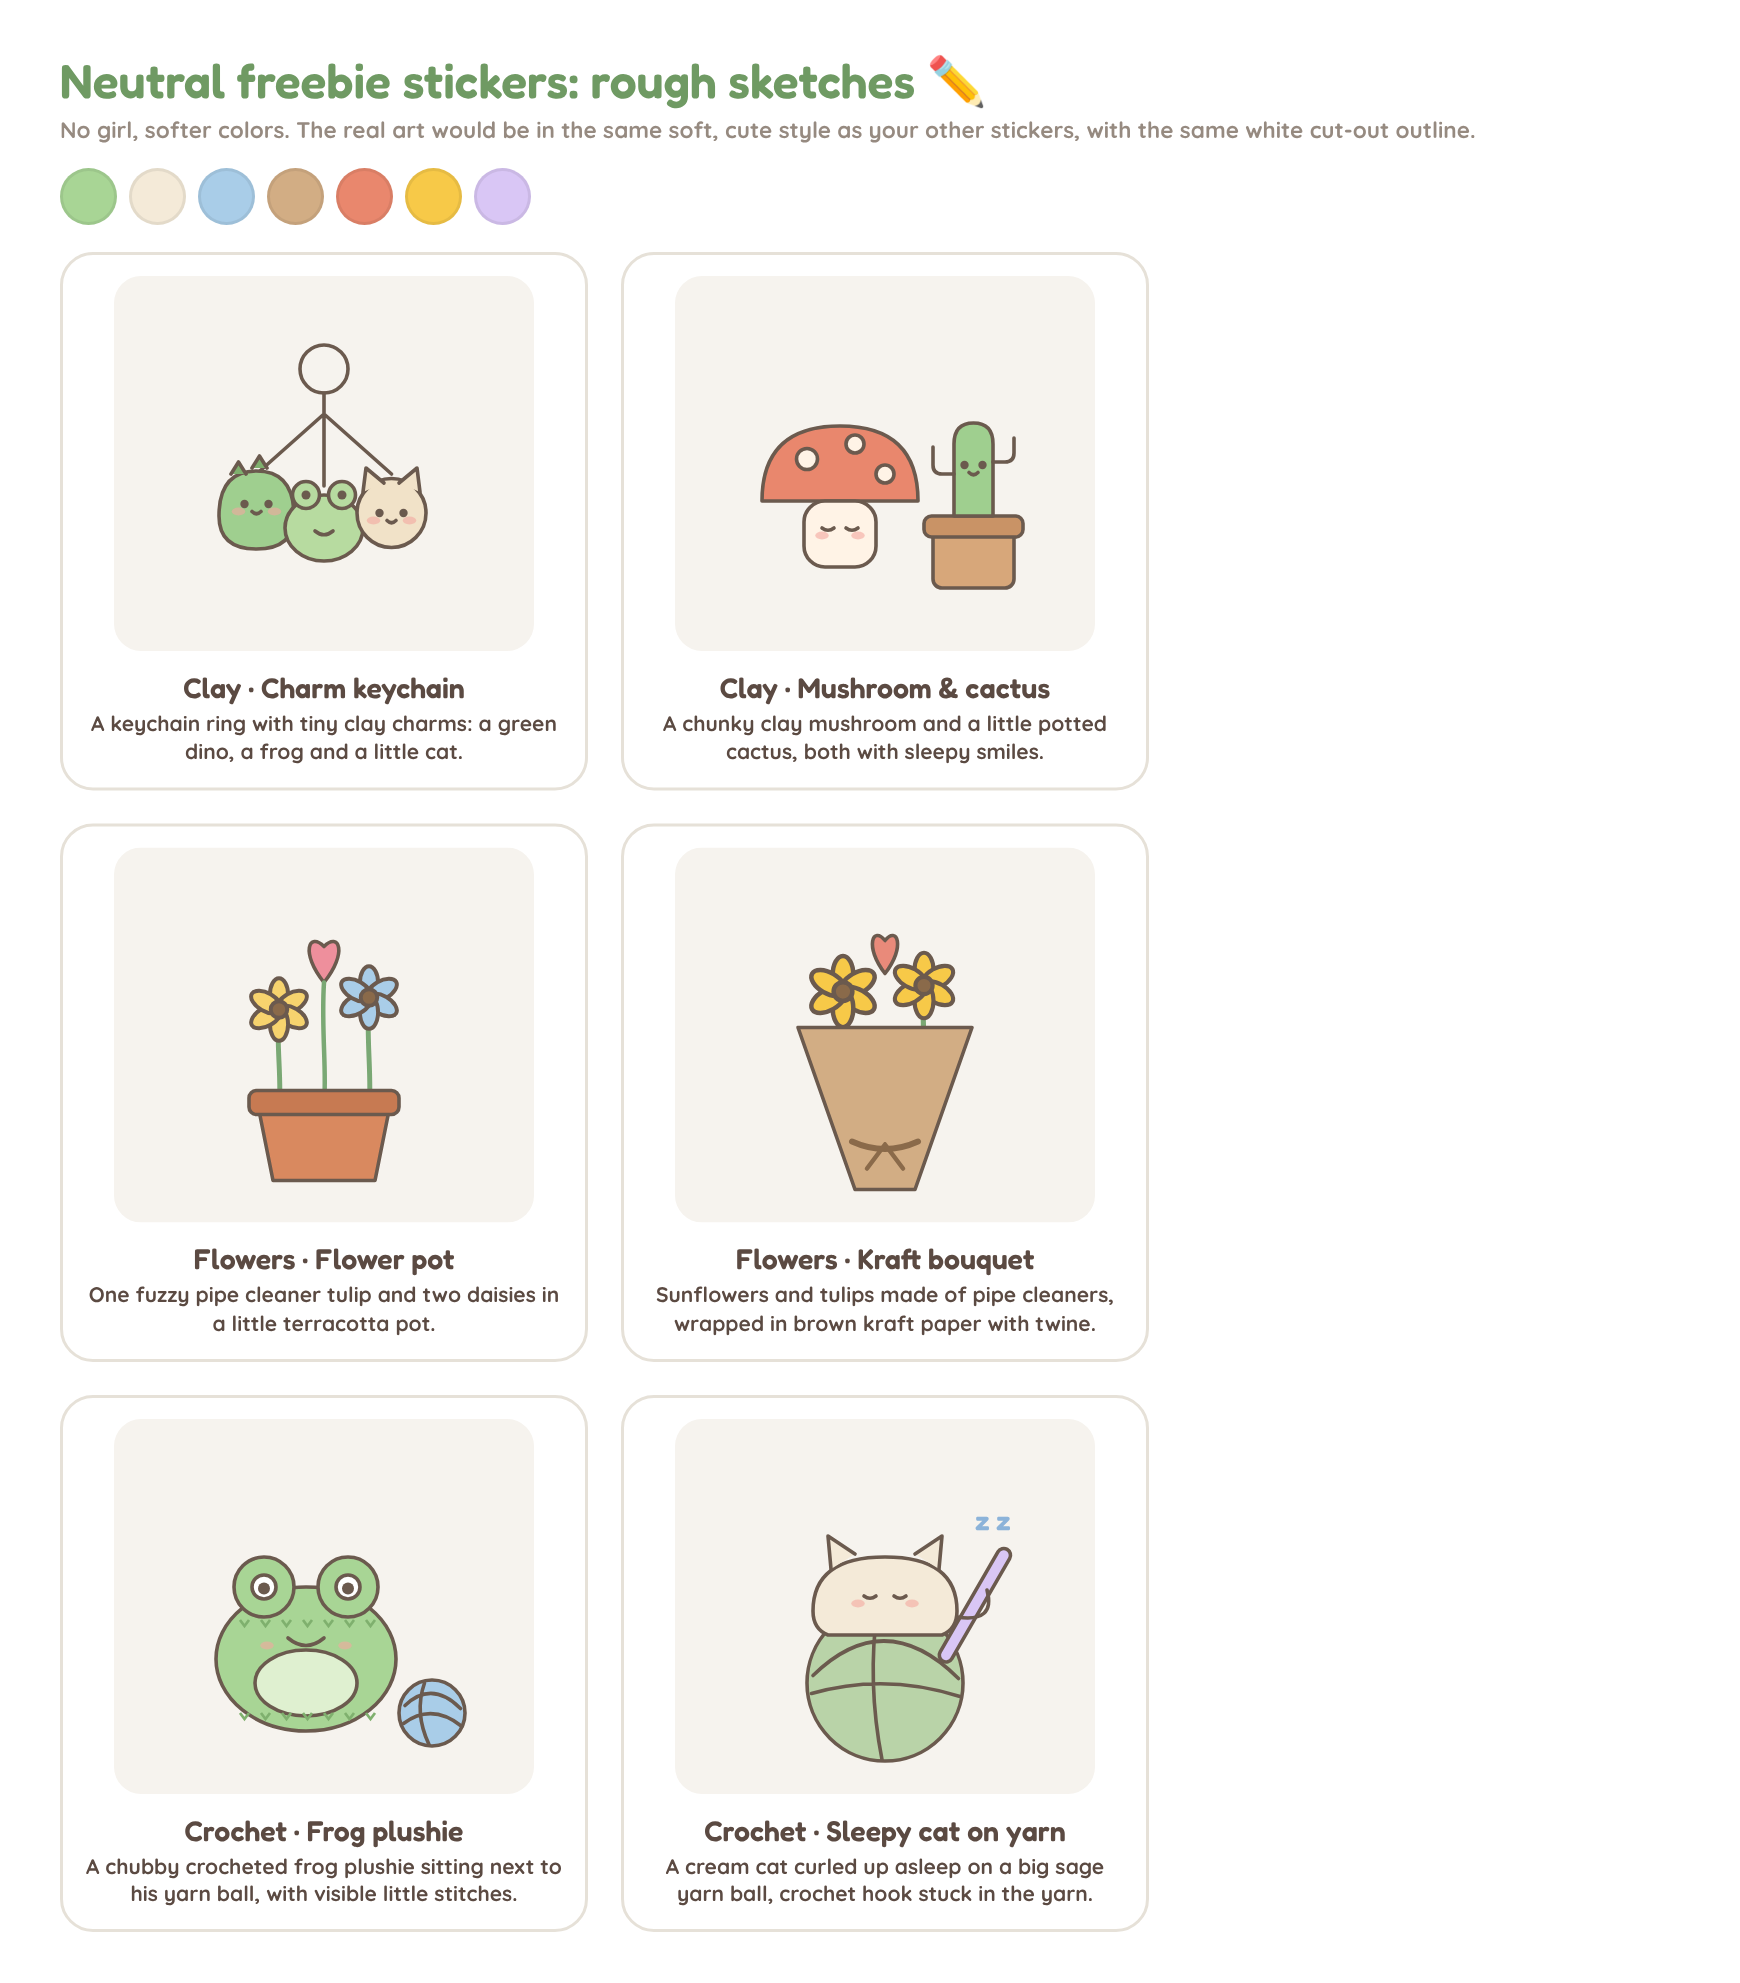 Neutral freebie stickers: rough sketches ✏️
No girl, softer colors. The real art would be in the same soft, cute style as your other stickers, with the same white cut-out outline.
Clay · Charm keychain
A keychain ring with tiny clay charms: a green
dino, a frog and a little cat.
Clay · Mushroom & cactus
A chunky clay mushroom and a little potted
cactus, both with sleepy smiles.
Flowers · Flower pot
One fuzzy pipe cleaner tulip and two daisies in
a little terracotta pot.
Flowers · Kraft bouquet
Sunflowers and tulips made of pipe cleaners,
wrapped in brown kraft paper with twine.
Crochet · Frog plushie
A chubby crocheted frog plushie sitting next to
his yarn ball, with visible little stitches.
z z
Crochet · Sleepy cat on yarn
A cream cat curled up asleep on a big sage
yarn ball, crochet hook stuck in the yarn.